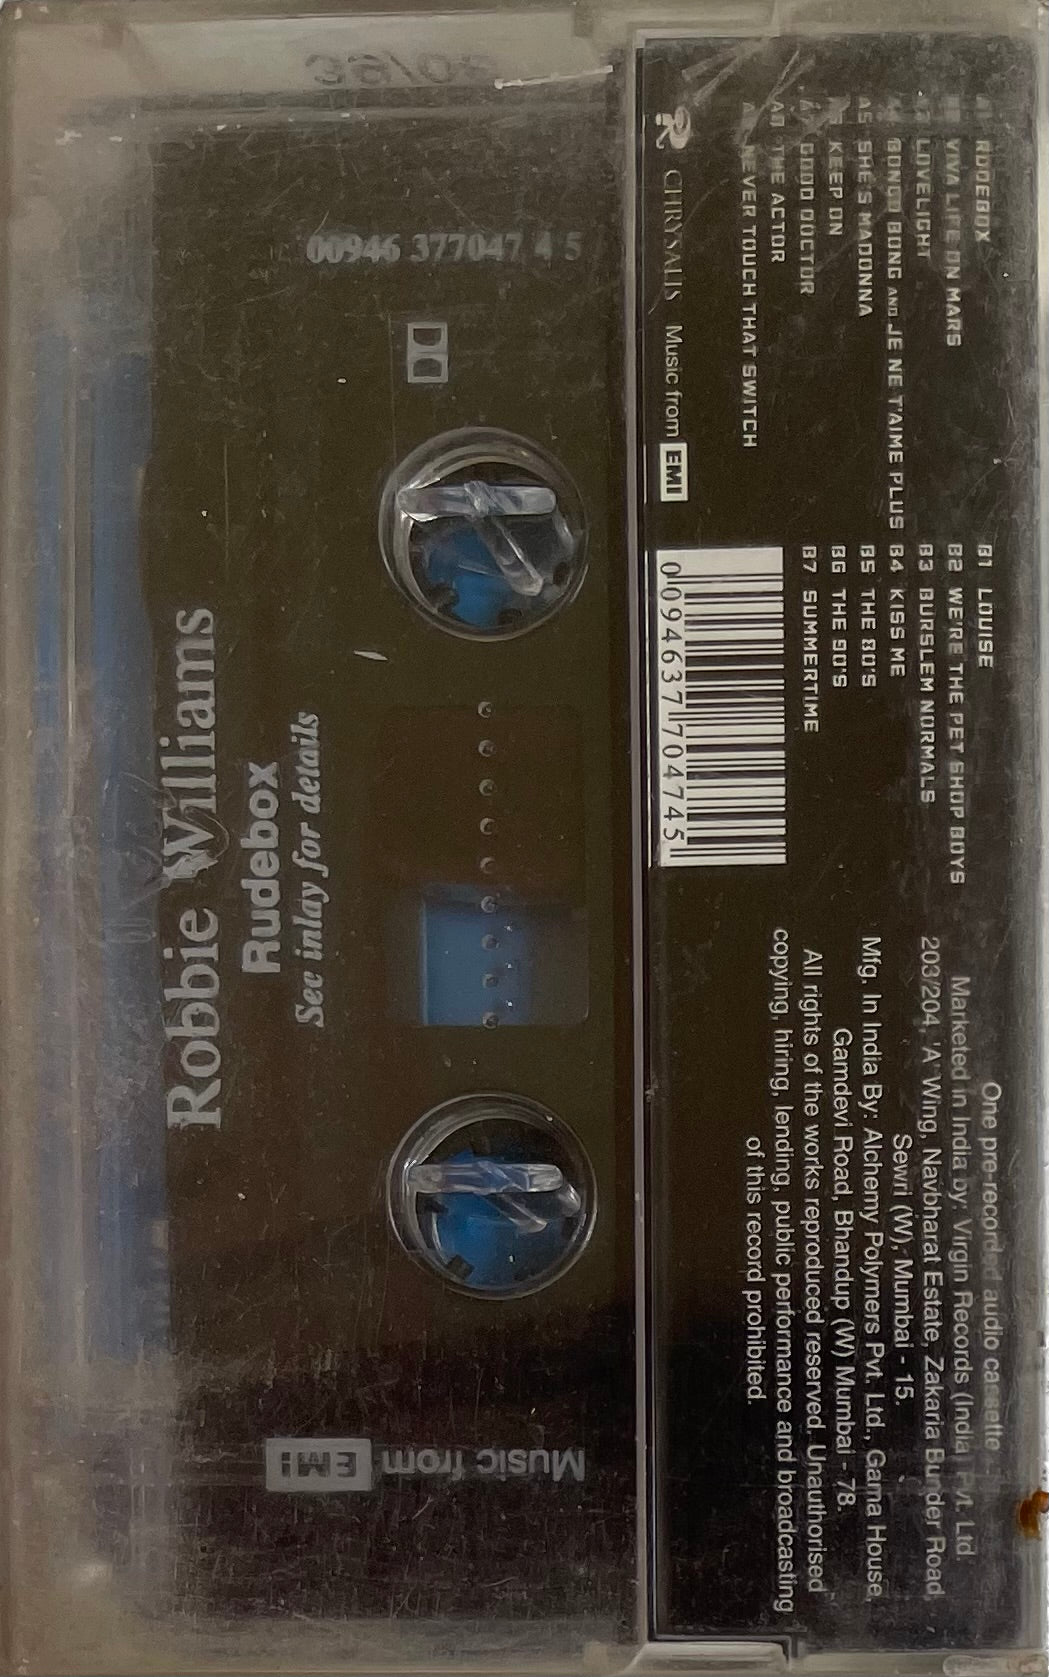 RUDEBOX
VIVA LIFE ON MARS
LOVELIGHT
BONGO BONG AND JE NE T'AIME PLUS
A5 SHE'S MADONNA
KEEP ON
GOOD DOCTOR
A8 THE ACTOR
NEVER TOUCH THAT SWITCH
B1 LOUISE
B2 WE'RE THE PET SHOP BOYS
B3 BURSLEM NORMALS
B4 KISS ME
B5 THE 80'S
B6 THE 90'S
B7 SUMMERTIME
One pre-recorded audio cassette
Marketed in India by: Virgin Records (India) Pvt. Ltd.
203/204, 'A' Wing, Navbharat Estate, Zakaria Bunder Road,
Sewri (W), Mumbai - 15.
Mfg. In India By: Alchemy Polymers Pvt. Ltd., Gama House,
Gamdevi Road, Bhandup (W) Mumbai - 78.
All rights of the works reproduced reserved. Unauthorised
copying, hiring, lending, public performance and broadcasting
of this record prohibited.
CHRYSALIS Music from EMI
0094637704745
00946 377047 4 5
Robbie Williams
Rudebox
See inlay for details
Music from EMI